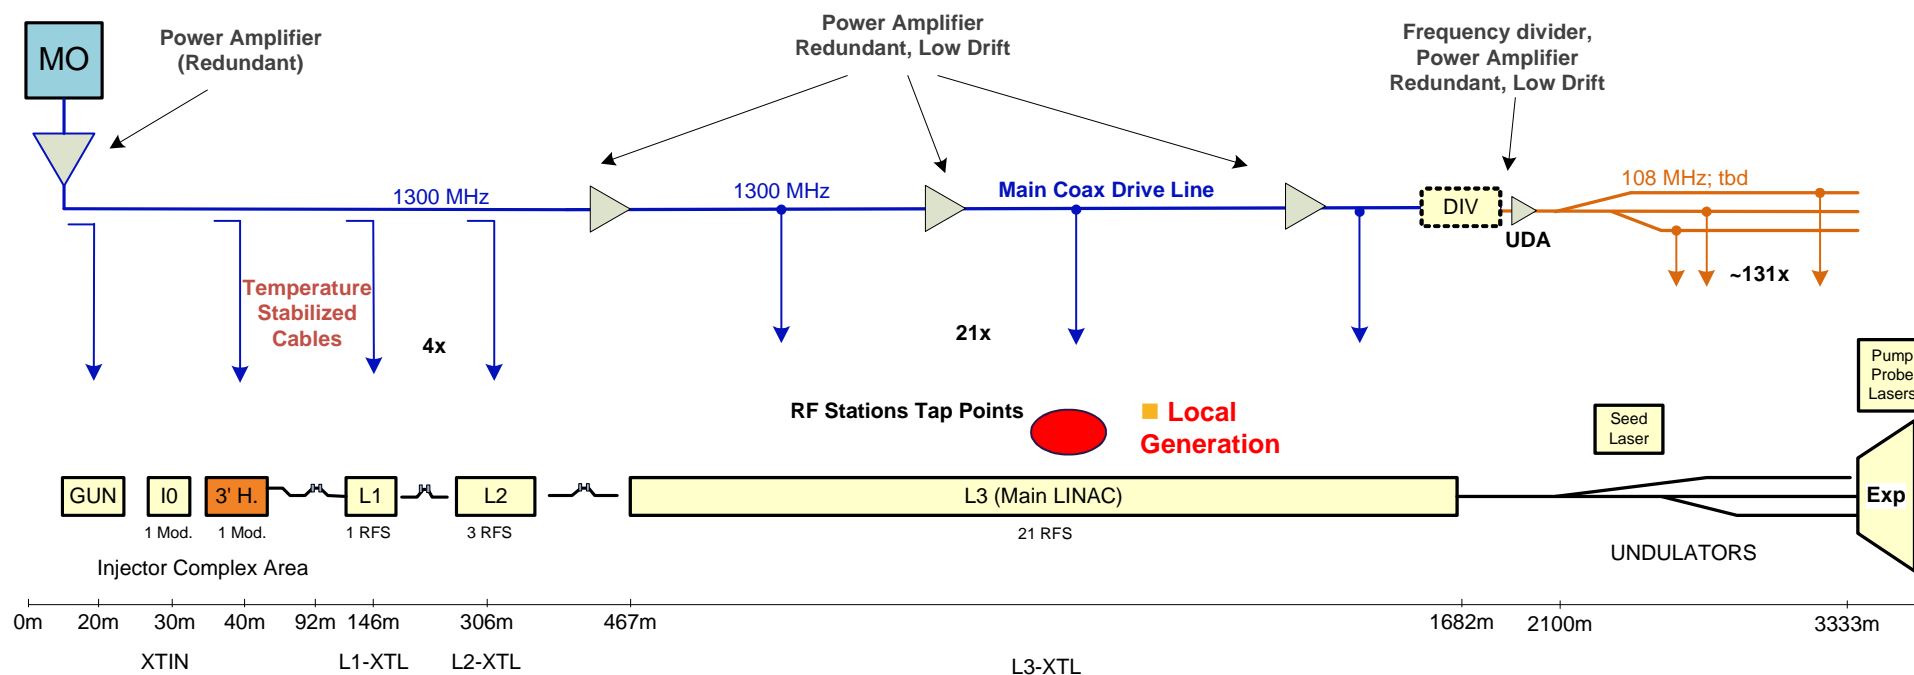 MO
Power Amplifier
(Redundant)
Power Amplifier
Redundant, Low Drift
Frequency divider,
Power Amplifier
Redundant, Low Drift
1300 MHz
1300 MHz
Main Coax Drive Line
DIV
UDA
108 MHz; tbd
~131x
Temperature
Stabilized
Cables
4x
21x
RF Stations Tap Points
Local
Generation
Seed
Laser
Pump
Probe
Lasers
GUN
I0
3' H.
L1
L2
L3 (Main LINAC)
Exp
1 Mod.
1 Mod.
1 RFS
3 RFS
21 RFS
Injector Complex Area
UNDULATORS
0m
20m
30m
40m
92m
146m
306m
467m
1682m
2100m
3333m
XTIN
L1-XTL
L2-XTL
L3-XTL